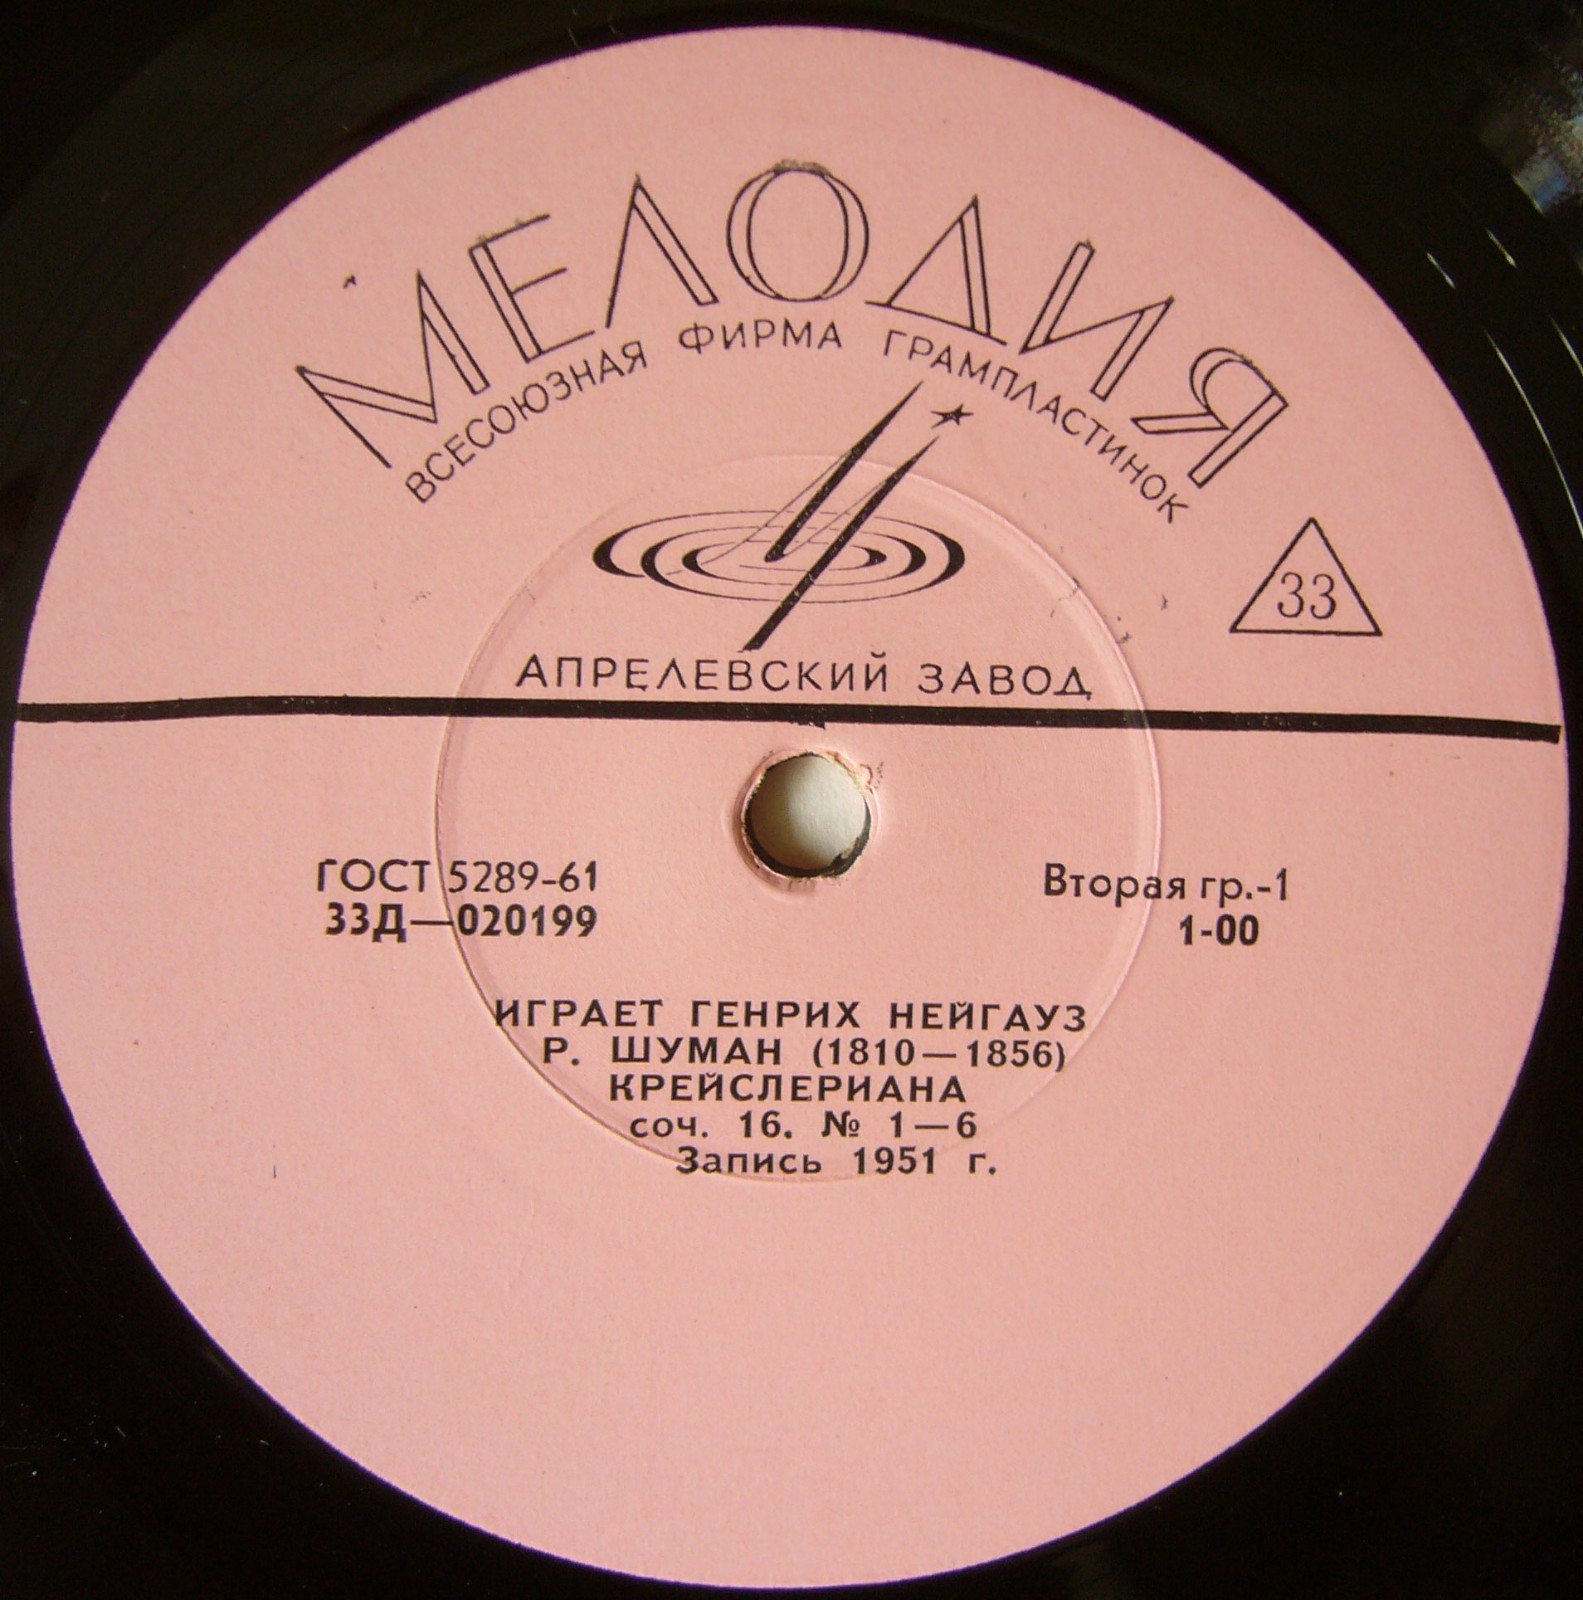 МЕЛОДИЯ
ВСЕСОЮЗНАЯ ФИРМА ГРАМПЛАСТИНОК
33
АПРЕЛЕВСКИЙ ЗАВОД
ГОСТ 5289-61
33Д—020199
Вторая гр.-1
1-00
ИГРАЕТ ГЕНРИХ НЕЙГАУЗ
Р. ШУМАН (1810—1856)
КРЕЙСЛЕРИАНА
соч. 16. № 1—6
Запись 1951 г.